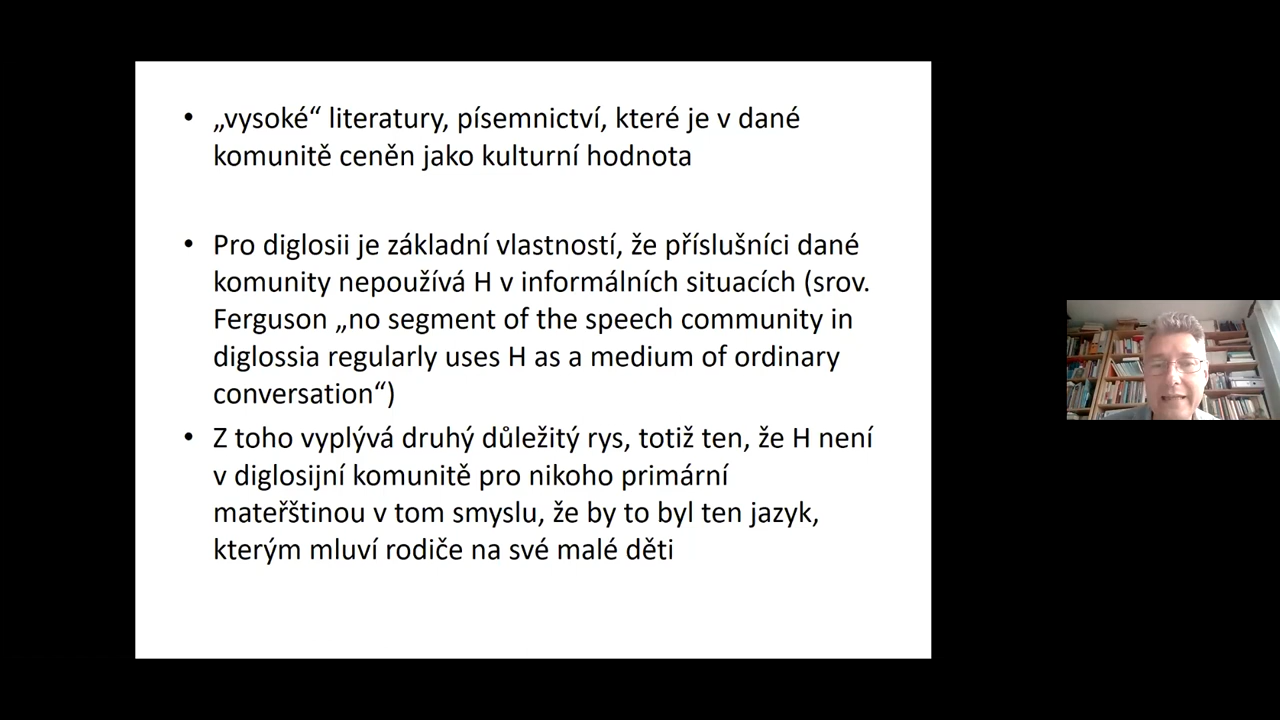 • „vysoké“ literatury, písemnictví, které je v dané
komunitě ceněn jako kulturní hodnota
• Pro diglosii je základní vlastností, že příslušníci dané
komunity nepoužívá H v informálních situacích (srov.
Ferguson „no segment of the speech community in
diglossia regularly uses H as a medium of ordinary
conversation“)
• Z toho vyplývá druhý důležitý rys, totiž ten, že H není
v diglosijní komunitě pro nikoho primární
mateřštinou v tom smyslu, že by to byl ten jazyk,
kterým mluví rodiče na své malé děti